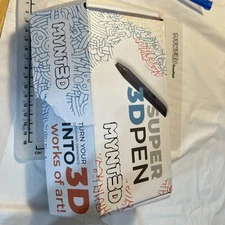 SUPER
3D PEN
MYNT3D
MYNT3D
TURN YOUR
INTO 3D
works of art!